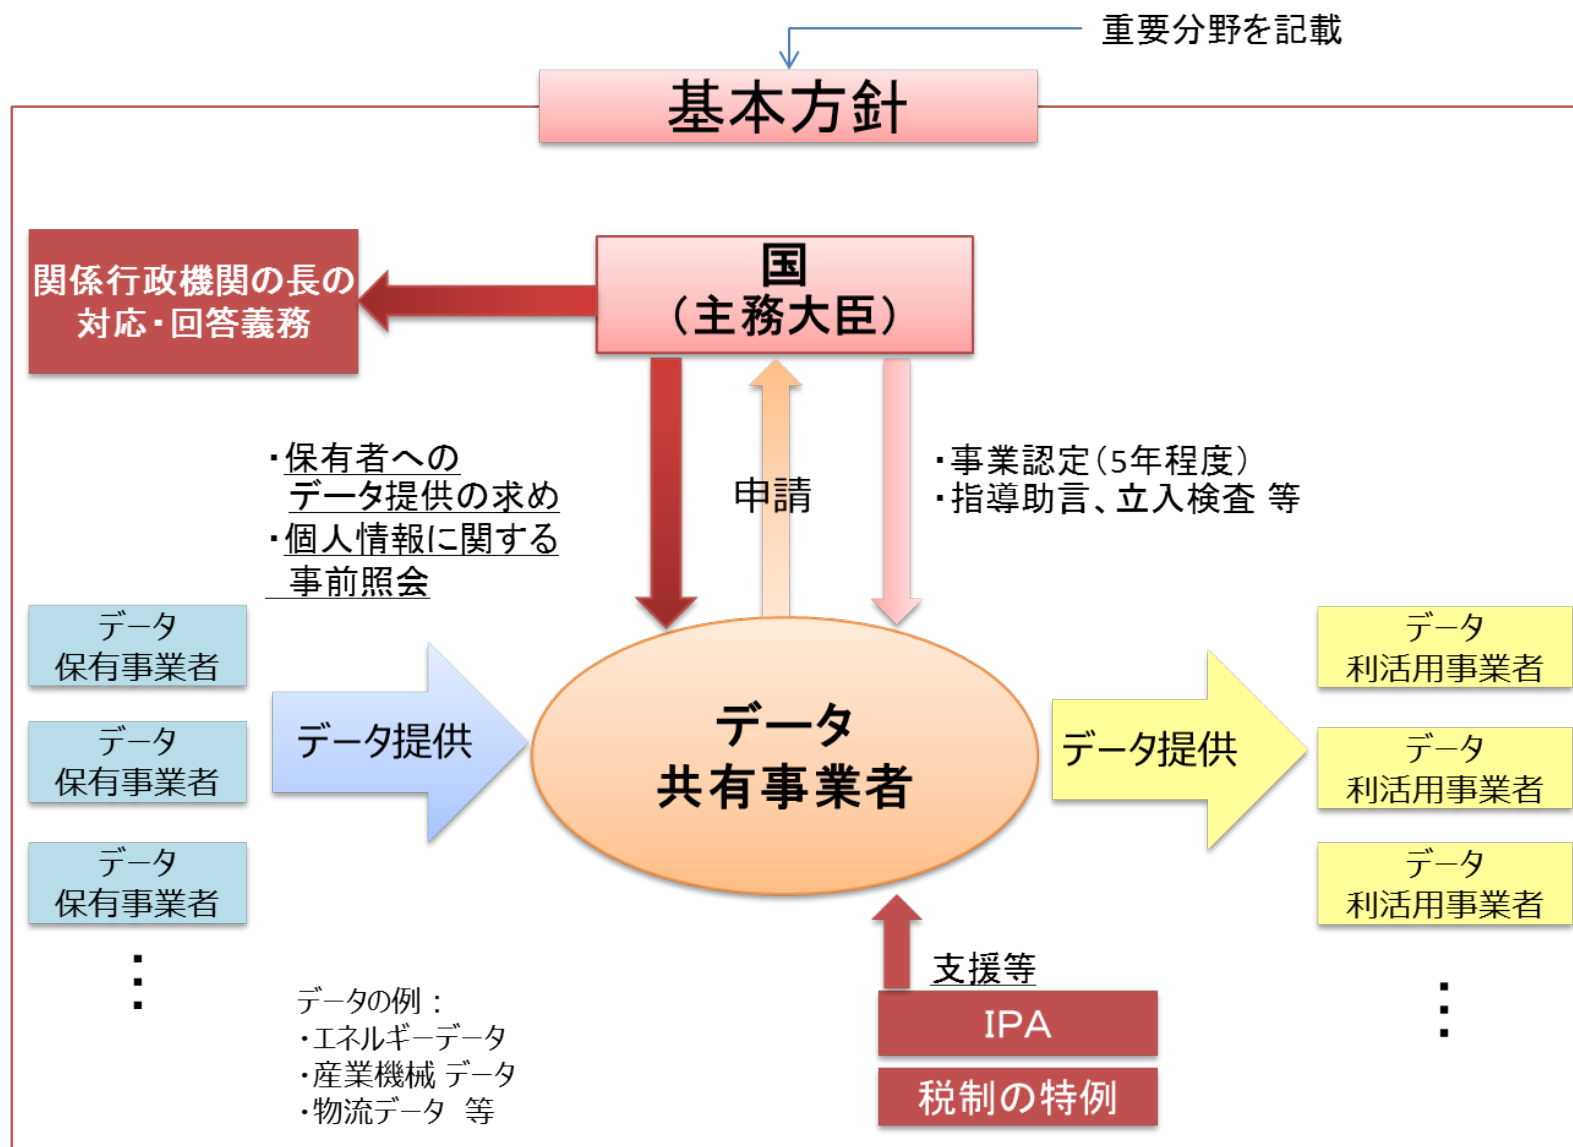 重要分野を記載
基本方針
関係行政機関の長の
対応・回答義務
国
（主務大臣）
・保有者への
データ提供の求め
・個人情報に関する
事前照会
申請
・事業認定（5年程度）
・指導助言、立入検査 等
データ
保有事業者
データ
保有事業者
データ
保有事業者
データ提供
データ
共有事業者
データ提供
データ
利活用事業者
データ
利活用事業者
データ
利活用事業者
データの例：
・エネルギーデータ
・産業機械 データ
・物流データ 等
支援等
IPA
税制の特例